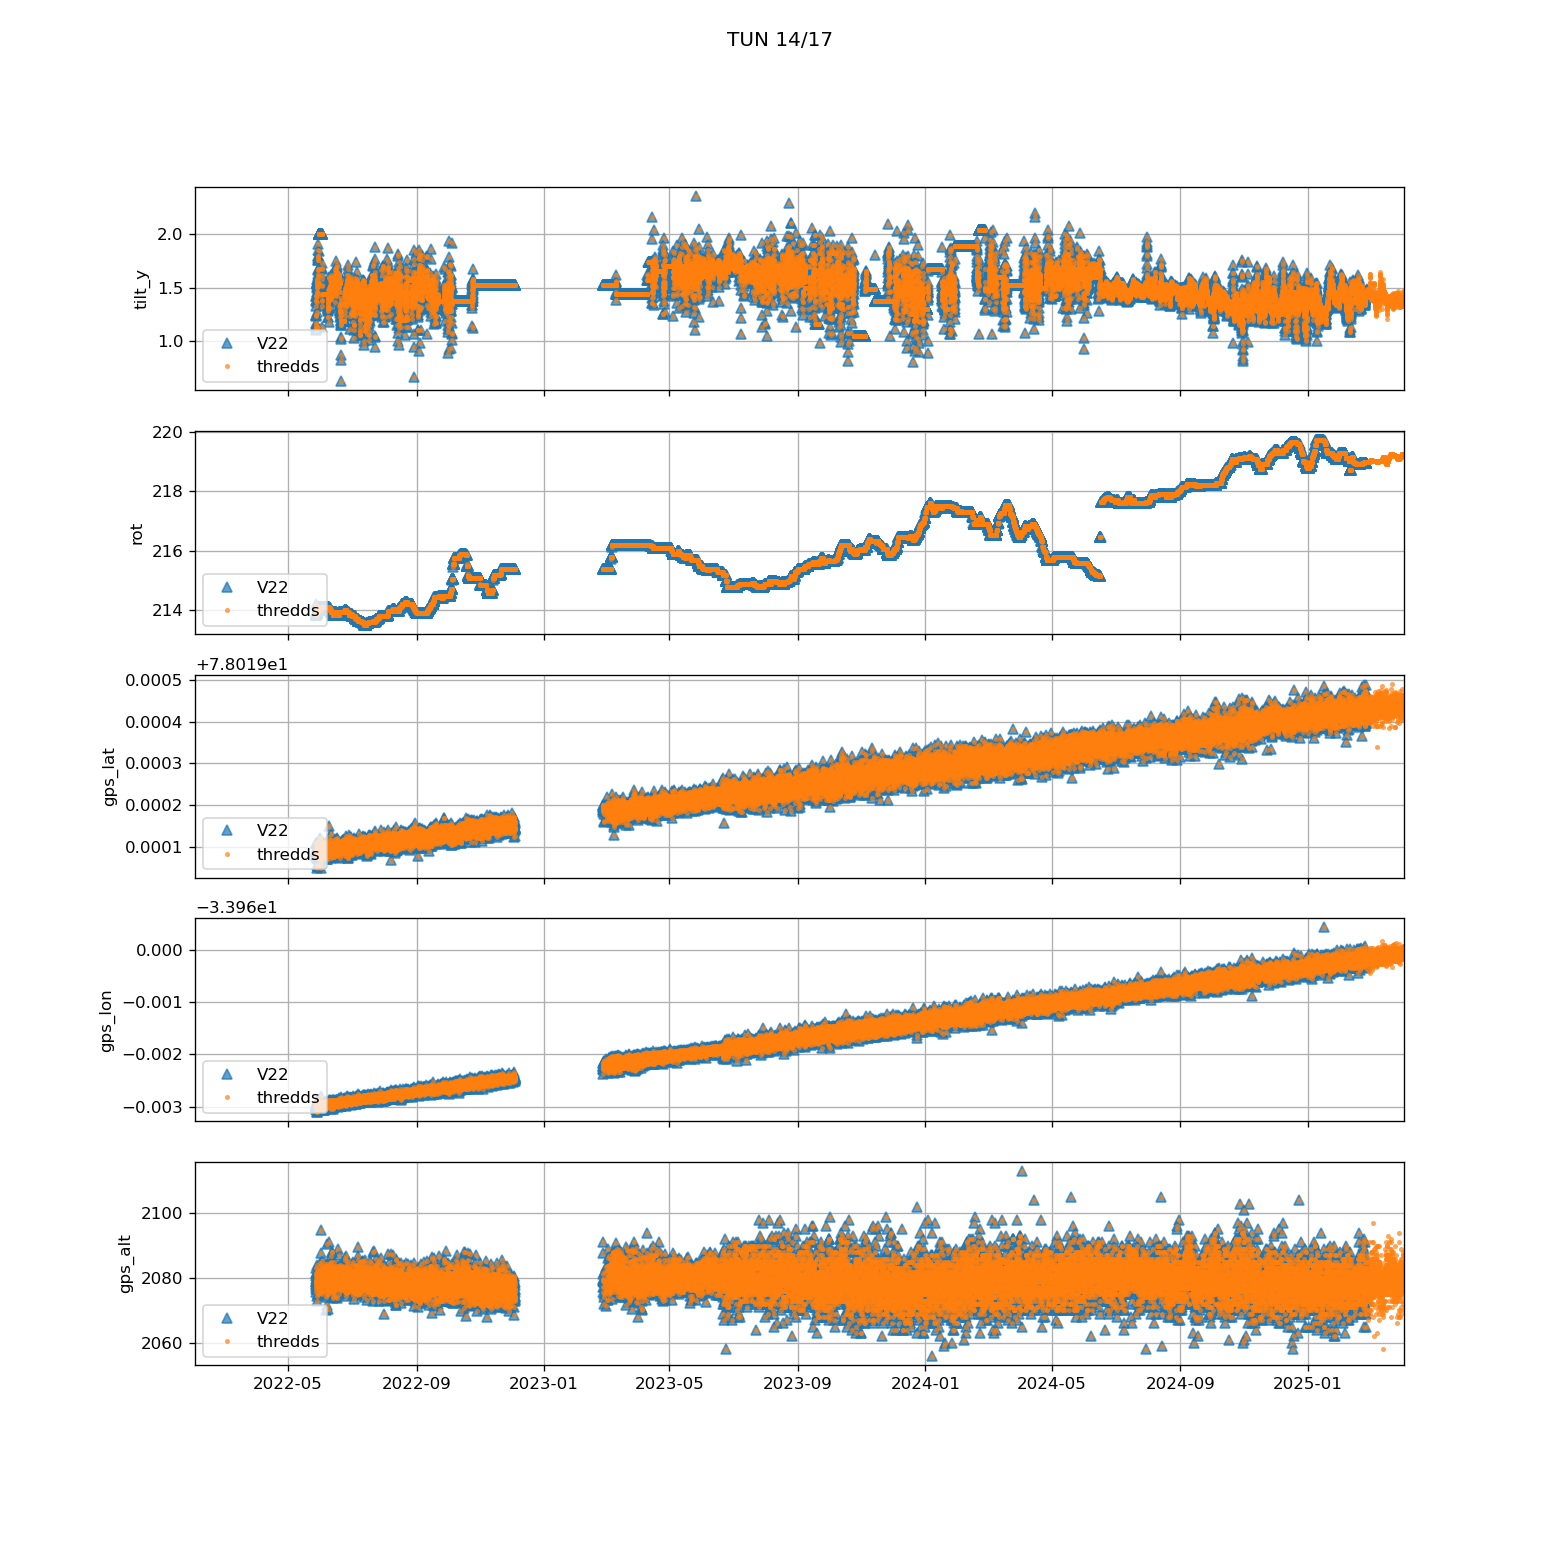 TUN 14/17
2.0
1.5
1.0
tilt_y
V22
thredds
220
218
216
214
rot
V22
thredds
+7.8019e1
0.0005
0.0004
0.0003
0.0002
0.0001
gps_lat
V22
thredds
−3.396e1
0.000
−0.001
−0.002
−0.003
gps_lon
V22
thredds
2100
2080
2060
gps_alt
V22
thredds
2022-05 2022-09 2023-01 2023-05 2023-09 2024-01 2024-05 2024-09 2025-01